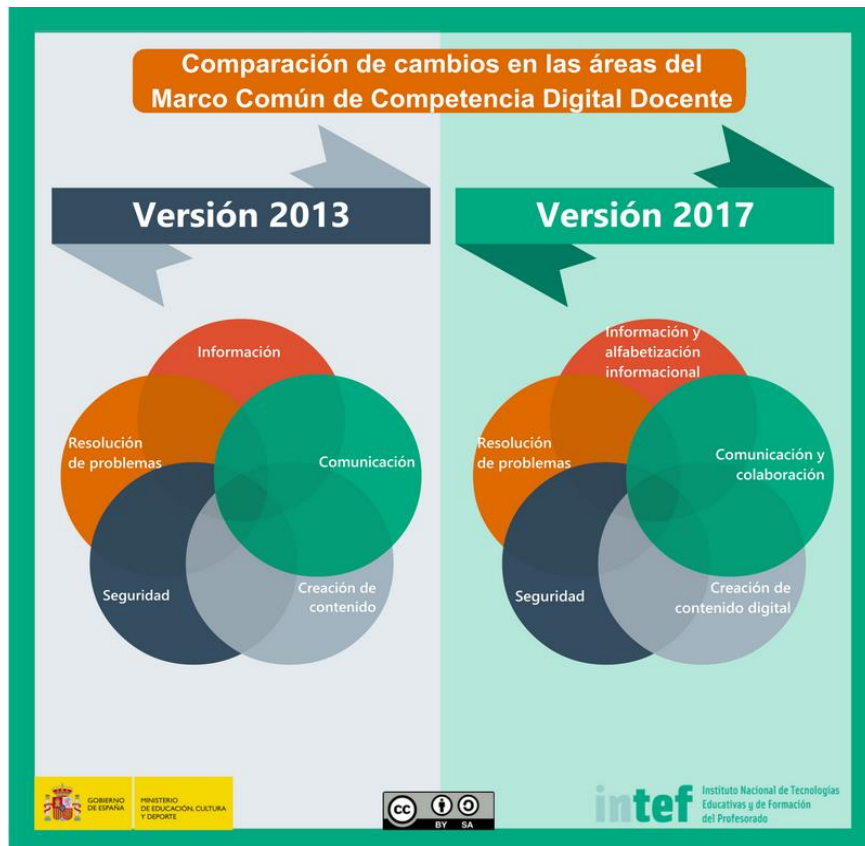 Comparación de cambios en las áreas del
Marco Común de Competencia Digital Docente
Versión 2013
Versión 2017
Información
Resolución
de problemas
Comunicación
Seguridad
Creación de
contenido
Información y
alfabetización
informacional
Resolución
de problemas
Comunicación y
colaboración
Seguridad
Creación de
contenido digital
GOBIERNO
DE ESPAÑA
MINISTERIO
DE EDUCACIÓN, CULTURA
Y DEPORTE
cc
BY SA
intef
Instituto Nacional de Tecnologías
Educativas y de Formación
del Profesorado